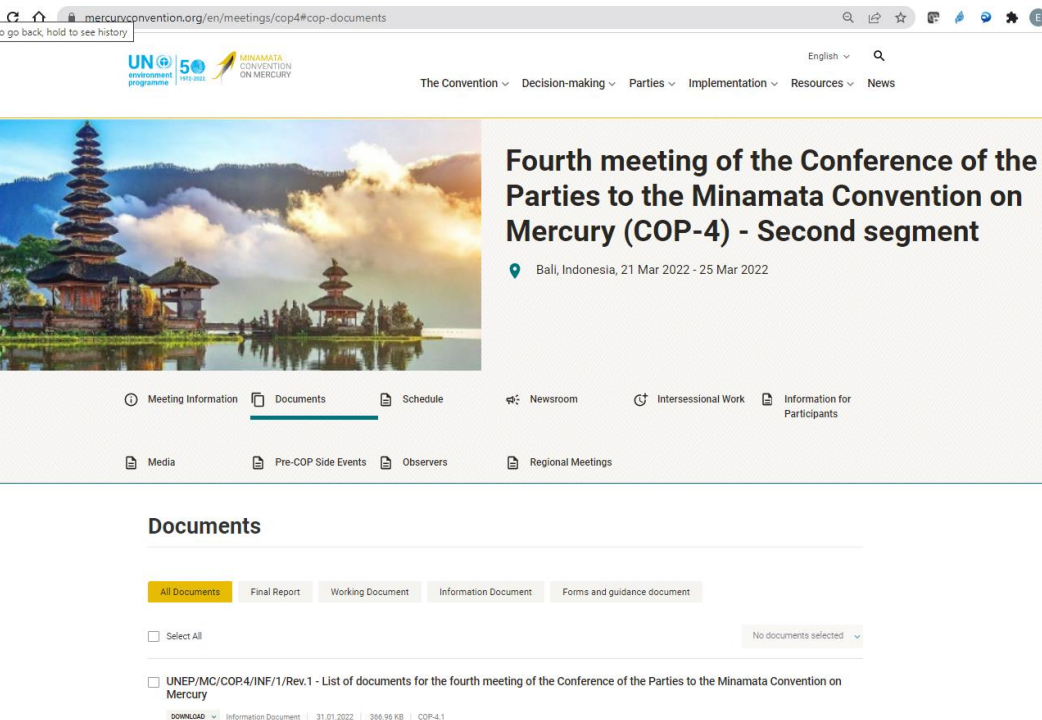 mercuryconvention.org/en/meetings/cop4#cop-documents
o go back, hold to see history
E
UN
environment
programme
50
1972-2022
MINAMATA
CONVENTION
ON MERCURY
English
The Convention Decision-making Parties Implementation Resources News
Fourth meeting of the Conference of the
Parties to the Minamata Convention on
Mercury (COP-4) - Second segment
Bali, Indonesia, 21 Mar 2022 - 25 Mar 2022
Meeting Information Documents Schedule Newsroom Intersessional Work Information for
Participants
Media Pre-COP Side Events Observers Regional Meetings
Documents
All Documents Final Report Working Document Information Document Forms and guidance document
Select All No documents selected
UNEP/MC/COP.4/INF/1/Rev.1 - List of documents for the fourth meeting of the Conference of the Parties to the Minamata Convention on
Mercury
DOWNLOAD Information Document | 31.01.2022 | 366.96 KB | COP-4.1